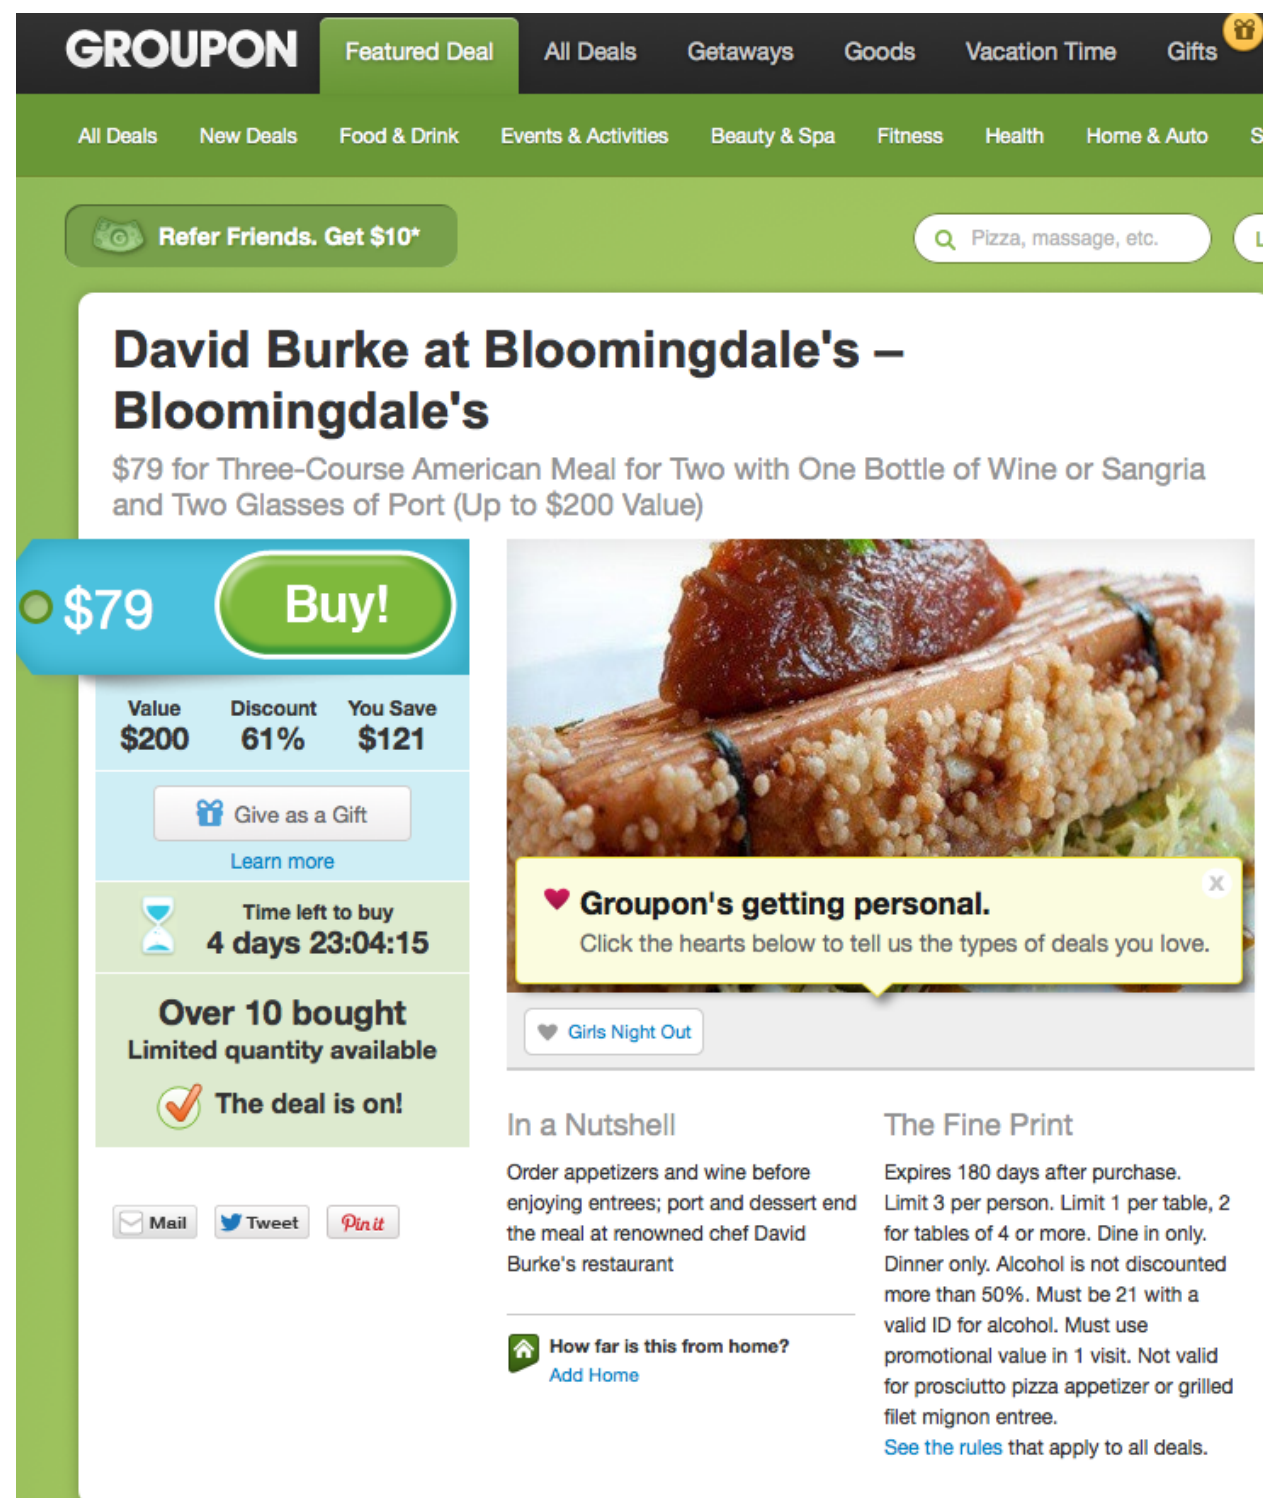 GROUPON
Featured Deal
All Deals
Getaways
Goods
Vacation Time
Gifts
All Deals
New Deals
Food & Drink
Events & Activities
Beauty & Spa
Fitness
Health
Home & Auto
S
Refer Friends. Get $10*
Pizza, massage, etc.
L
David Burke at Bloomingdale's –
Bloomingdale's
$79 for Three-Course American Meal for Two with One Bottle of Wine or Sangria
and Two Glasses of Port (Up to $200 Value)
$79
Buy!
Value
Discount
You Save
$200
61%
$121
Give as a Gift
Learn more
Time left to buy
4 days 23:04:15
Over 10 bought
Limited quantity available
The deal is on!
Mail
Tweet
Pin it
Groupon's getting personal.
x
Click the hearts below to tell us the types of deals you love.
Girls Night Out
In a Nutshell
Order appetizers and wine before
enjoying entrees; port and dessert end
the meal at renowned chef David
Burke's restaurant
How far is this from home?
Add Home
The Fine Print
Expires 180 days after purchase.
Limit 3 per person. Limit 1 per table, 2
for tables of 4 or more. Dine in only.
Dinner only. Alcohol is not discounted
more than 50%. Must be 21 with a
valid ID for alcohol. Must use
promotional value in 1 visit. Not valid
for prosciutto pizza appetizer or grilled
filet mignon entree.
See the rules that apply to all deals.